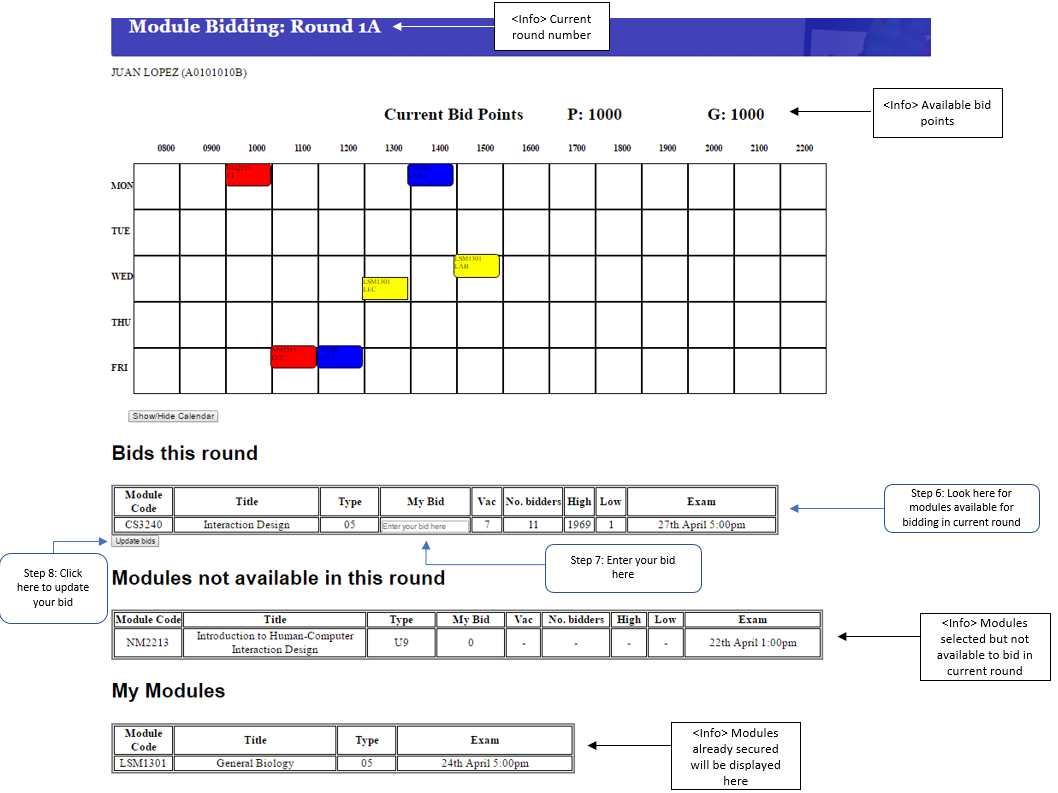 Module Bidding: Round 1A
<Info> Current
round number
JUAN LOPEZ (A0101010B)
Current Bid Points P: 1000 G: 1000
<Info> Available bid
points
0800 0900 1000 1100 1200 1300 1400 1500 1600 1700 1800 1900 2000 2100 2200
MON
NM2213
TUE
WED
LSM1301
LAB
LSM1301
LEC
THU
FRI
NM2213
LEC
Show/Hide Calendar
Bids this round
Module Code Title Type My Bid Vac No. bidders High Low Exam
CS3240 Interaction Design 05 Enter your bid here 7 11 1969 1 27th April 5:00pm
Update bids
Step 6: Look here for
modules available for
bidding in current round
Step 7: Enter your bid
here
Step 8: Click
here to update
your bid
Modules not available in this round
Module Code Title Type My Bid Vac No. bidders High Low Exam
NM2213 Introduction to Human-Computer Interaction Design U9 0 - - - - 22th April 1:00pm
<Info> Modules
selected but not
available to bid in
current round
My Modules
Module Code Title Type Exam
LSM1301 General Biology 05 24th April 5:00pm
<Info> Modules
already secured
will be displayed
here